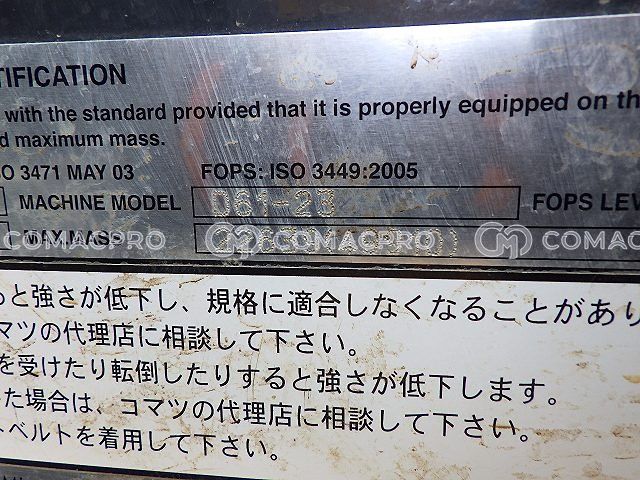 TIFICATION
with the standard provided that it is properly equipped on th
d maximum mass.
O 3471 MAY 03 FOPS: ISO 3449:2005
MACHINE MODEL D61-23 FOPS LEV
MAX.MASS
COMACPRO COMACPRO COMACP
と強さが低下し、規格に適合しなくなることがあり
コマツの代理店に相談して下さい。
を受けたり転倒したりすると強さが低下します。
た場合は、コマツの代理店に相談して下さい。
トベルトを着用して下さい。